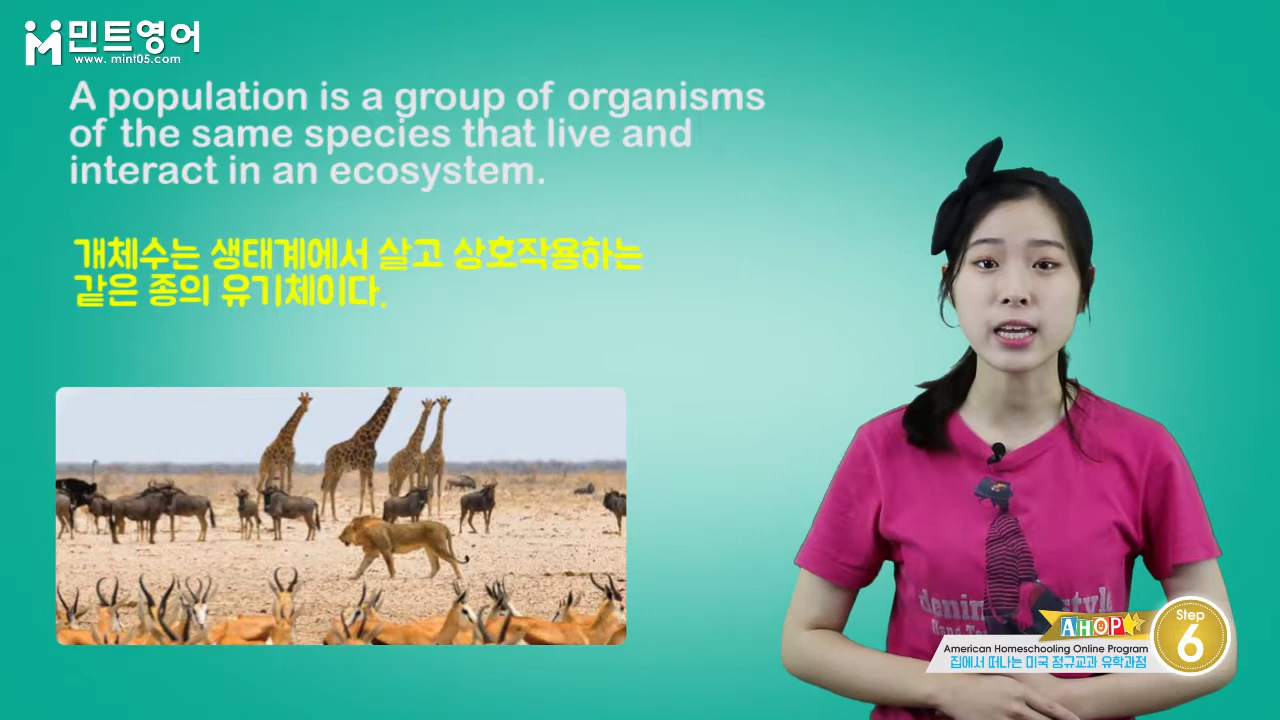 민트영어
www. mint05.com
A population is a group of organisms
of the same species that live and
interact in an ecosystem.
개체수는 생태계에서 살고 상호작용하는
같은 종의 유기체이다.
AHOP
Step
6
American Homeschooling Online Program
집에서 떠나는 미국 정규교과 유학과정